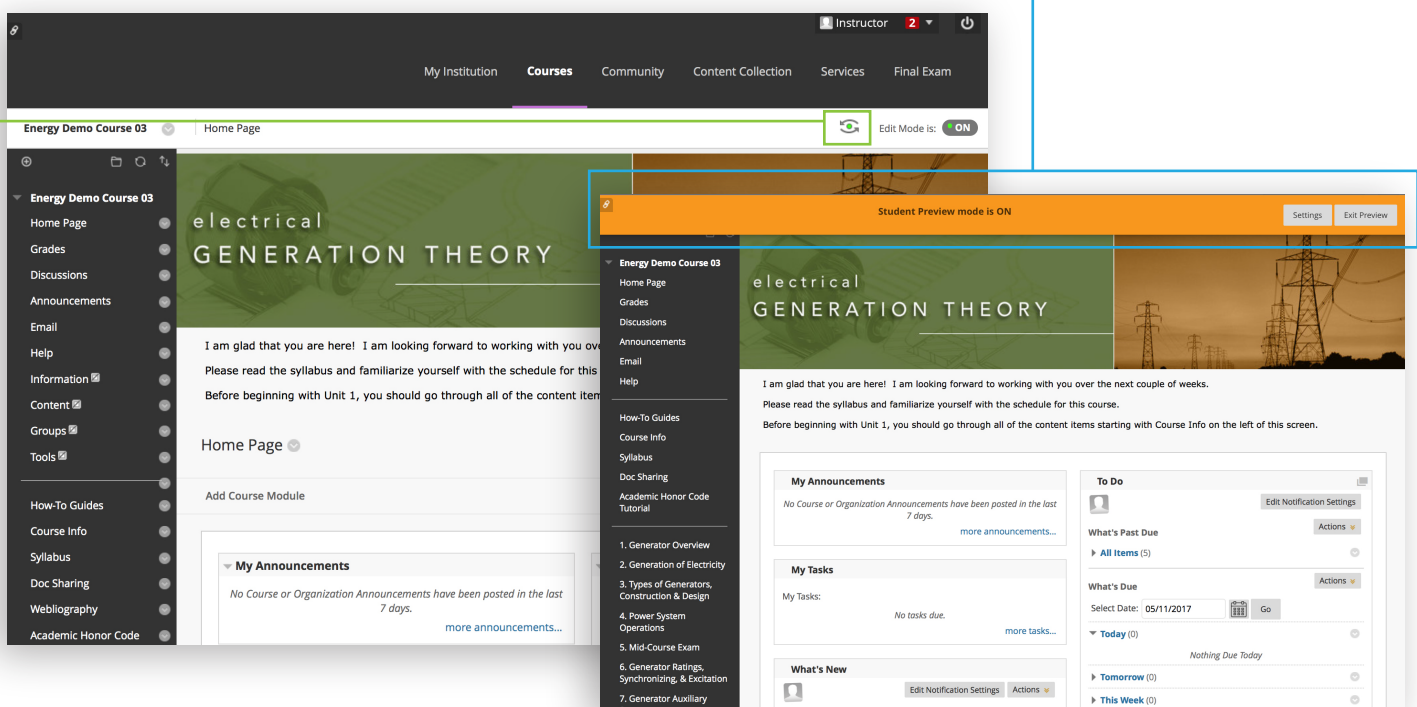 Instructor 2
My Institution Courses Community Content Collection Services Final Exam
Energy Demo Course 03 Home Page Edit Mode is: ON
Energy Demo Course 03
Home Page
Grades
Discussions
Announcements
Email
Help
Information
Content
Groups
Tools
How-To Guides
Course Info
Syllabus
Doc Sharing
Webliography
Academic Honor Code
electrical
GENERATION THEORY
I am glad that you are here! I am looking forward to working with you ove
Please read the syllabus and familiarize yourself with the schedule for this
Before beginning with Unit 1, you should go through all of the content item
Home Page
Add Course Module
My Announcements
No Course or Organization Announcements have been posted in the last
7 days.
more announcements...
Student Preview mode is ON Settings Exit Preview
Energy Demo Course 03
Home Page
Grades
Discussions
Announcements
Email
Help
How-To Guides
Course Info
Syllabus
Doc Sharing
Academic Honor Code
Tutorial
1. Generator Overview
2. Generation of Electricity
3. Types of Generators,
Construction & Design
4. Power System
Operations
5. Mid-Course Exam
6. Generator Ratings,
Synchronizing, & Excitation
7. Generator Auxiliary
electrical
GENERATION THEORY
I am glad that you are here! I am looking forward to working with you over the next couple of weeks.
Please read the syllabus and familiarize yourself with the schedule for this course.
Before beginning with Unit 1, you should go through all of the content items starting with Course Info on the left of this screen.
My Announcements
No Course or Organization Announcements have been posted in the last
7 days.
more announcements...
My Tasks
My Tasks:
No tasks due.
more tasks...
What's New
Edit Notification Settings Actions
To Do
Edit Notification Settings
What's Past Due Actions
All Items (5)
What's Due Actions
Select Date: 05/11/2017 Go
Today (0)
Nothing Due Today
Tomorrow (0)
This Week (0)